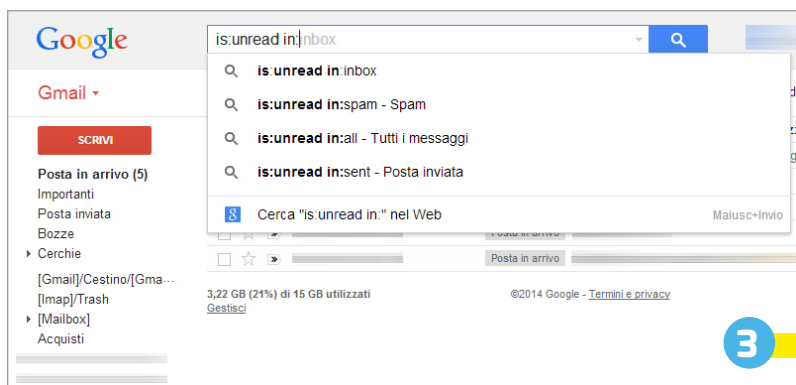 Google
is:unread in:inbox
is:unread in:inbox
is:unread in:spam - Spam
is:unread in:all - Tutti i messaggi
is:unread in:sent - Posta inviata
8 Cerca "is:unread in:" nel Web Maiusc+Invio
Gmail
SCRIVI
Posta in arrivo (5)
Importanti
Posta inviata
Bozze
Cerchie
[Gmail]/Cestino/[Gma...
[Imap]/Trash
[Mailbox]
Acquisti
Posta in arrivo
Posta in arrivo
3,22 GB (21%) di 15 GB utilizzati
Gestisci
©2014 Google - Termini e privacy
3